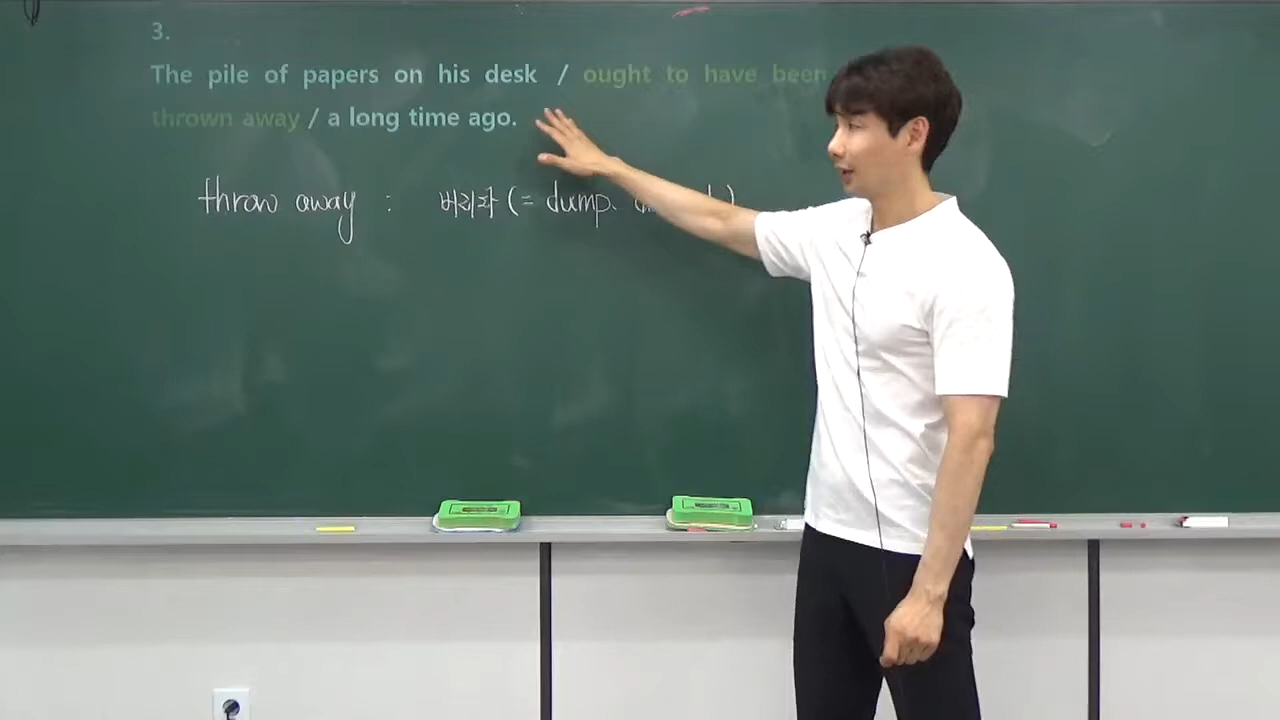 3.
The pile of papers on his desk / ought to have been
thrown away / a long time ago.
throw away : 버리다 (= dump. )